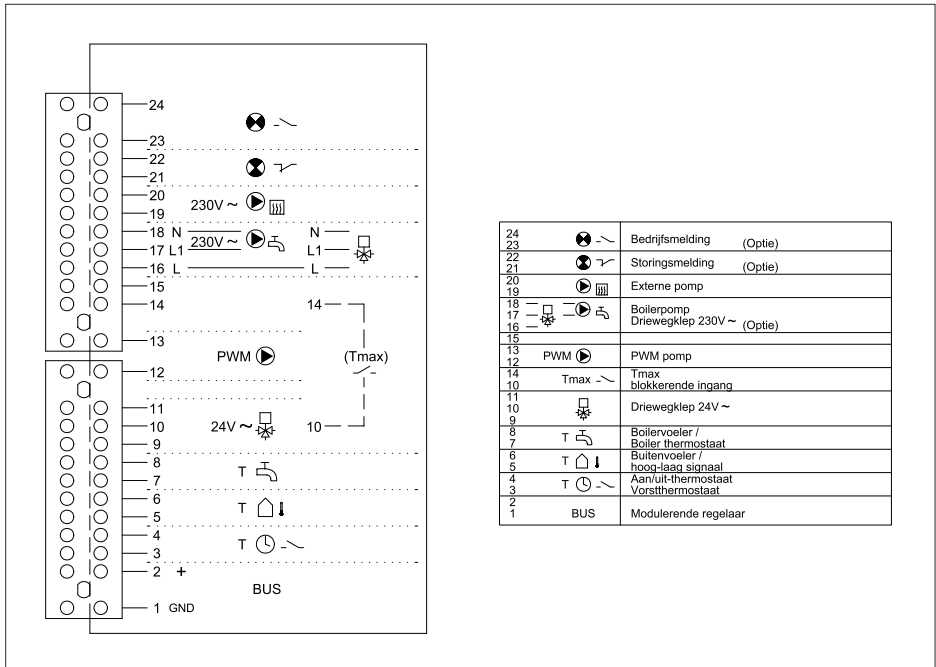 24
23
22
21
20
230V ~
19
18 N N
230V ~
17 L1 L1
16 L L
15
14 14
13
PWM (Tmax)
12
11
10 24V ~ 10
9
8
T
7
6
T
5
4
T
3
2 +
BUS
1 GND
24
23 Bedrijfsmelding (Optie)
22
21 Storingsmelding (Optie)
20
19 Externe pomp
18 Boilerpomp
17 Driewegklep 230V ~ (Optie)
16
15
13
12 PWM PWM pomp
14 Tmax Tmax
10 blokkerende ingang
11
10 Driewegklep 24V ~
9
8 T Boilervoeler /
7 Boiler thermostaat
6 T Buitenvoeler /
5 hoog-laag signaal
4 T Aan/uit-thermostaat
3 Vorstthermostaat
2
1 BUS Modulerende regelaar